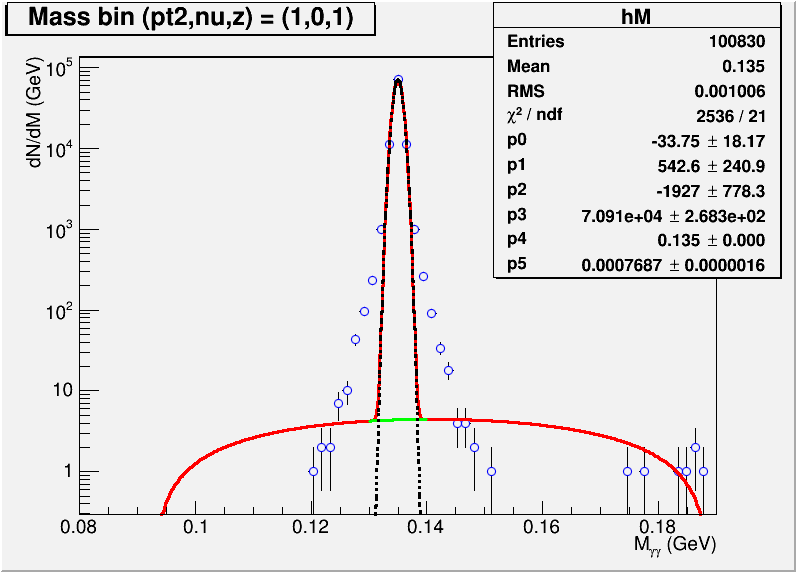 Mass bin (pt2,nu,z) = (1,0,1)
hM
Entries 100830
Mean 0.135
RMS 0.001006
χ² / ndf 2536 / 21
p0 -33.75 ± 18.17
p1 542.6 ± 240.9
p2 -1927 ± 778.3
p3 7.091e+04 ± 2.683e+02
p4 0.135 ± 0.000
p5 0.0007687 ± 0.0000016
dN/dM (GeV)
10⁵
10⁴
10³
10²
10
1
0.08 0.1 0.12 0.14 0.16 0.18
Mγγ (GeV)